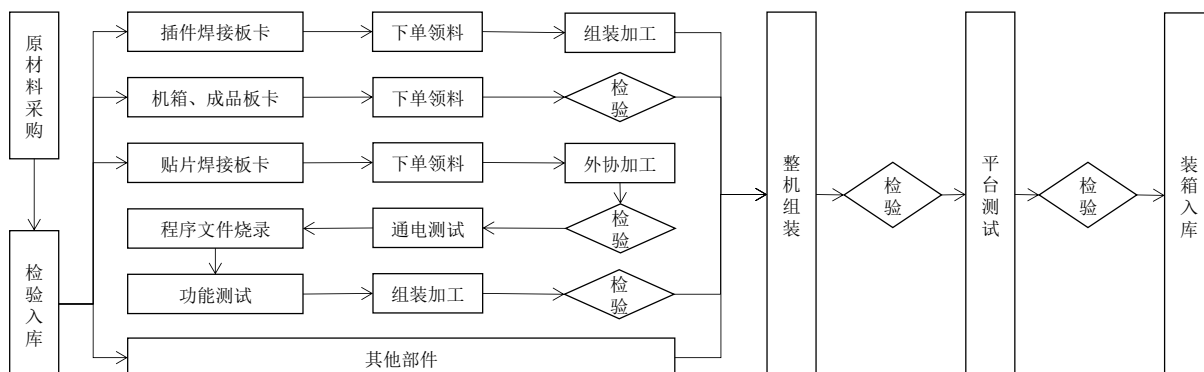 原材料采购
检验入库
插件焊接板卡
下单领料
组装加工
机箱、成品板卡
下单领料
检验
贴片焊接板卡
下单领料
外协加工
程序文件烧录
通电测试
检验
功能测试
组装加工
检验
其他部件
整机组装
检验
平台测试
检验
装箱入库